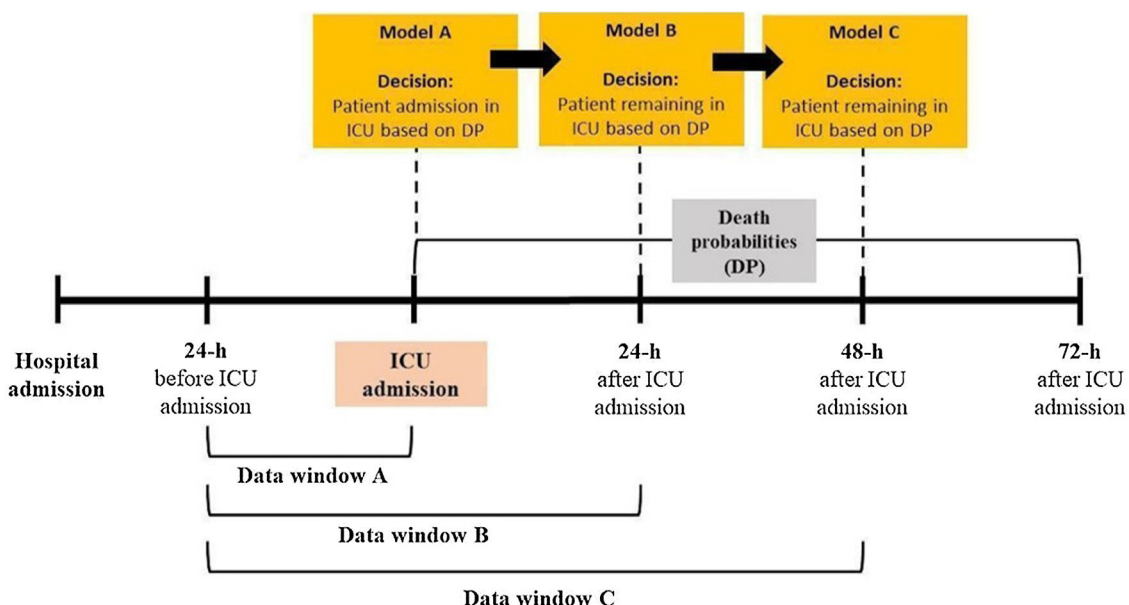 Model A
Decision:
Patient admission in
ICU based on DP
Model B
Decision:
Patient remaining in
ICU based on DP
Model C
Decision:
Patient remaining in
ICU based on DP
Death
probabilities
(DP)
Hospital
admission
24-h
before ICU
admission
ICU
admission
24-h
after ICU
admission
48-h
after ICU
admission
72-h
after ICU
admission
Data window A
Data window B
Data window C